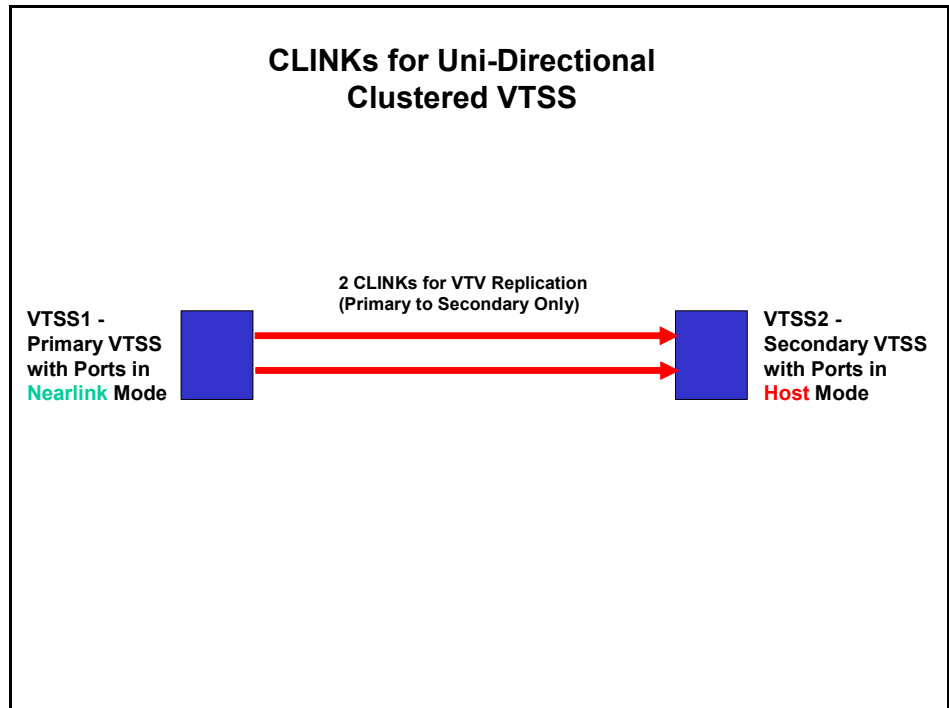 CLINKs for Uni-Directional
Clustered VTSS
2 CLINKs for VTV Replication
(Primary to Secondary Only)
VTSS1 -
Primary VTSS
with Ports in
Nearlink Mode
VTSS2 -
Secondary VTSS
with Ports in
Host Mode